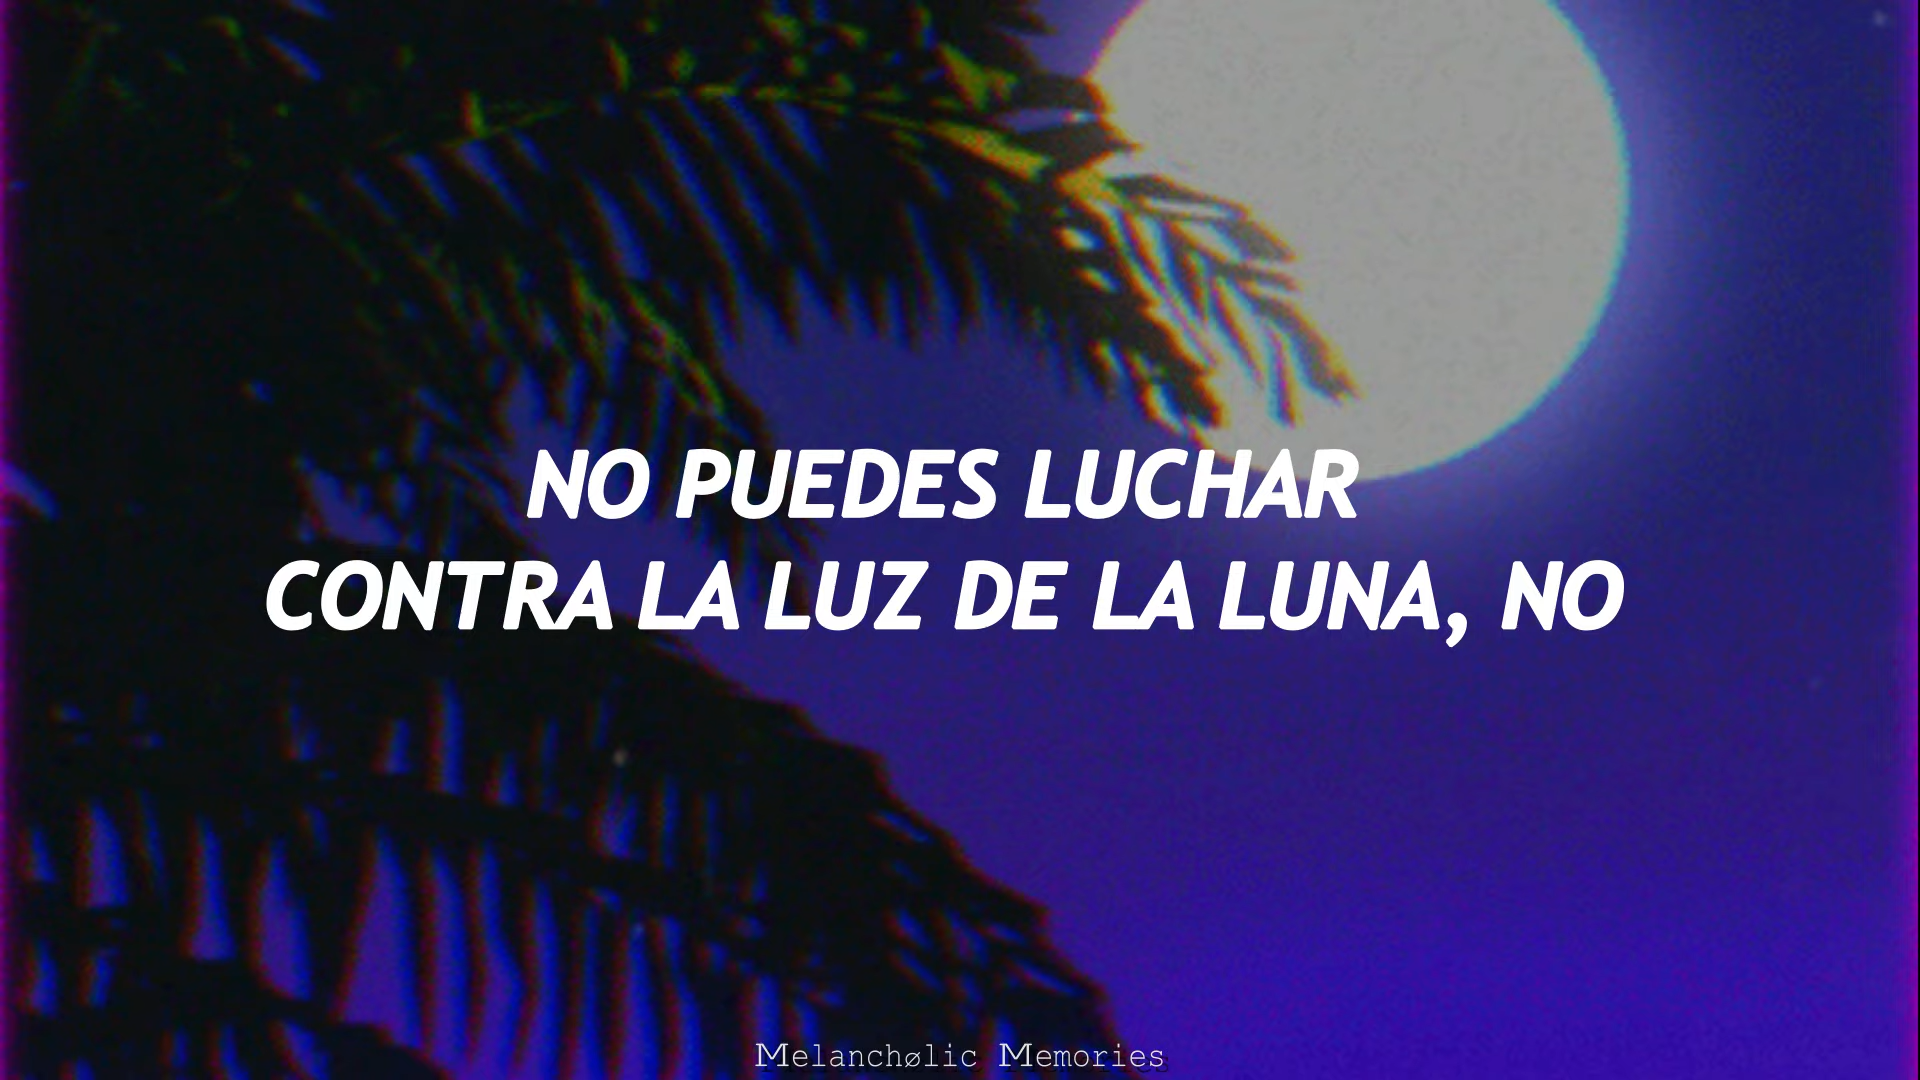 NO PUEDES LUCHAR
CONTRA LA LUZ DE LA LUNA, NO
Melanchølic Memories